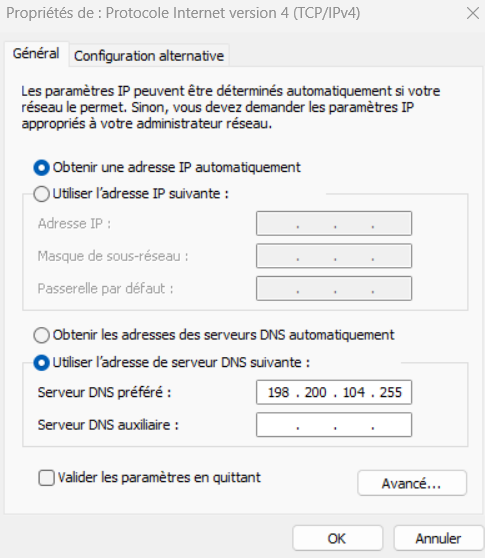 Propriétés de : Protocole Internet version 4 (TCP/IPv4)
Général
Configuration alternative
Les paramètres IP peuvent être déterminés automatiquement si votre
réseau le permet. Sinon, vous devez demander les paramètres IP
appropriés à votre administrateur réseau.
Obtenir une adresse IP automatiquement
Utiliser l’adresse IP suivante :
Adresse IP : . . .
Masque de sous-réseau : . . .
Passerelle par défaut : . . .
Obtenir les adresses des serveurs DNS automatiquement
Utiliser l’adresse de serveur DNS suivante :
Serveur DNS préféré : 198 . 200 . 104 . 255
Serveur DNS auxiliaire : . . .
Valider les paramètres en quittant
Avancé...
OK
Annuler